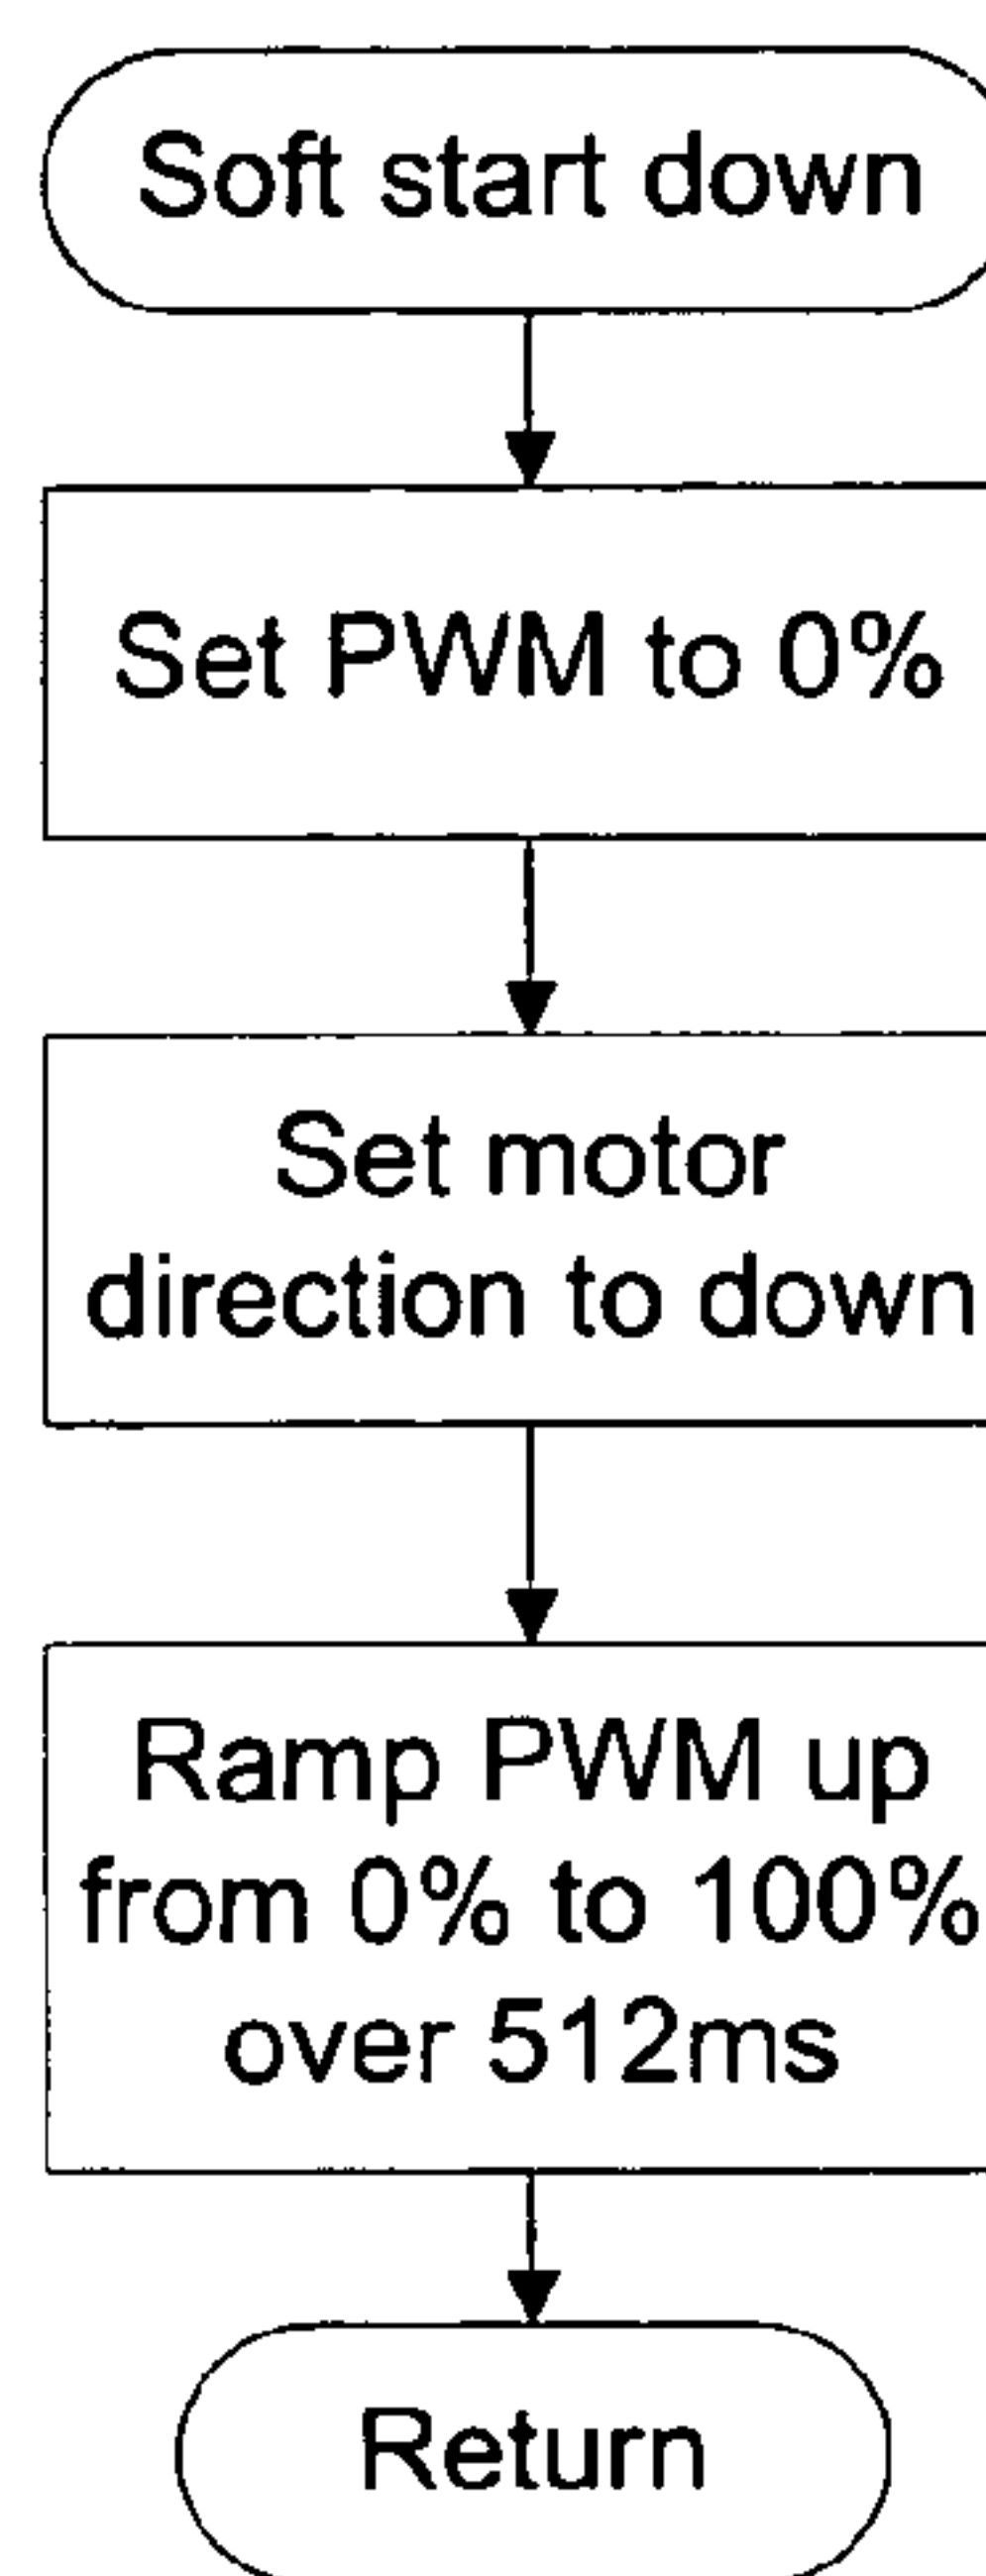 Soft start down
Set PWM to 0%
Set motor
direction to down
Ramp PWM up
from 0% to 100%
over 512ms
Return